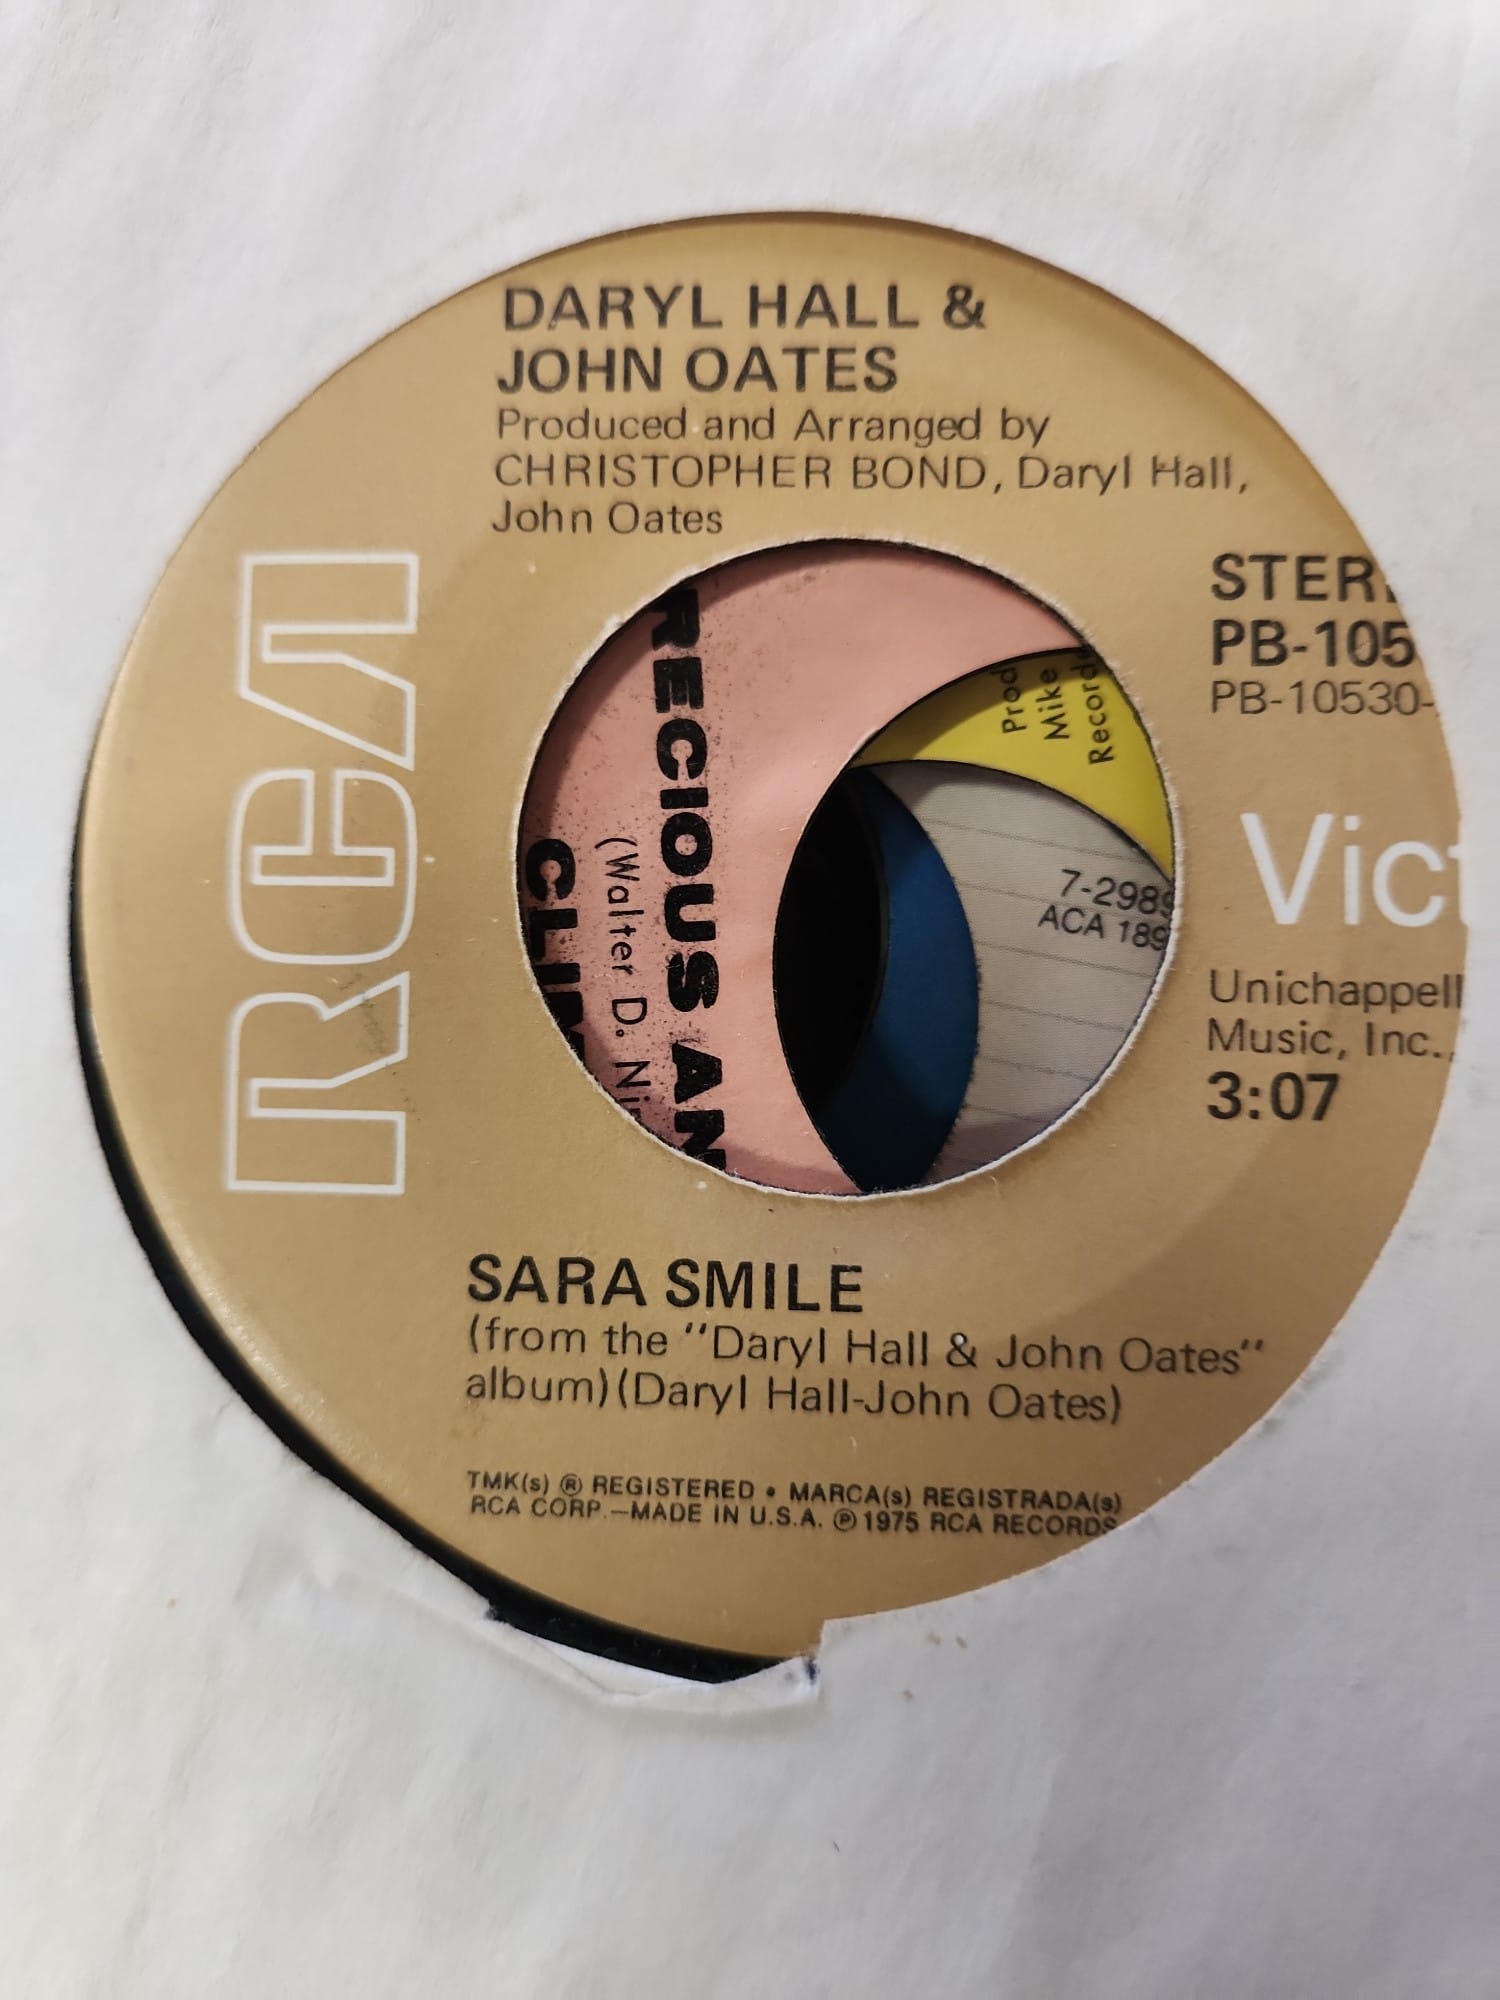 DARYL HALL &
JOHN OATES
Produced and Arranged by
CHRISTOPHER BOND, Daryl Hall,
John Oates
RCA
STER
PB-105
PB-10530-
Vict
Unichappell
Music, Inc.,
3:07
RECIOUS AN
(Walter D. Ni
CLI
Prod
Mike
Record
7-2989
ACA 189
SARA SMILE
(from the "Daryl Hall & John Oates"
album)(Daryl Hall-John Oates)
TMK(s) ® REGISTERED • MARCA(s) REGISTRADA(s)
RCA CORP.—MADE IN U.S.A. ℗ 1975 RCA RECORDS